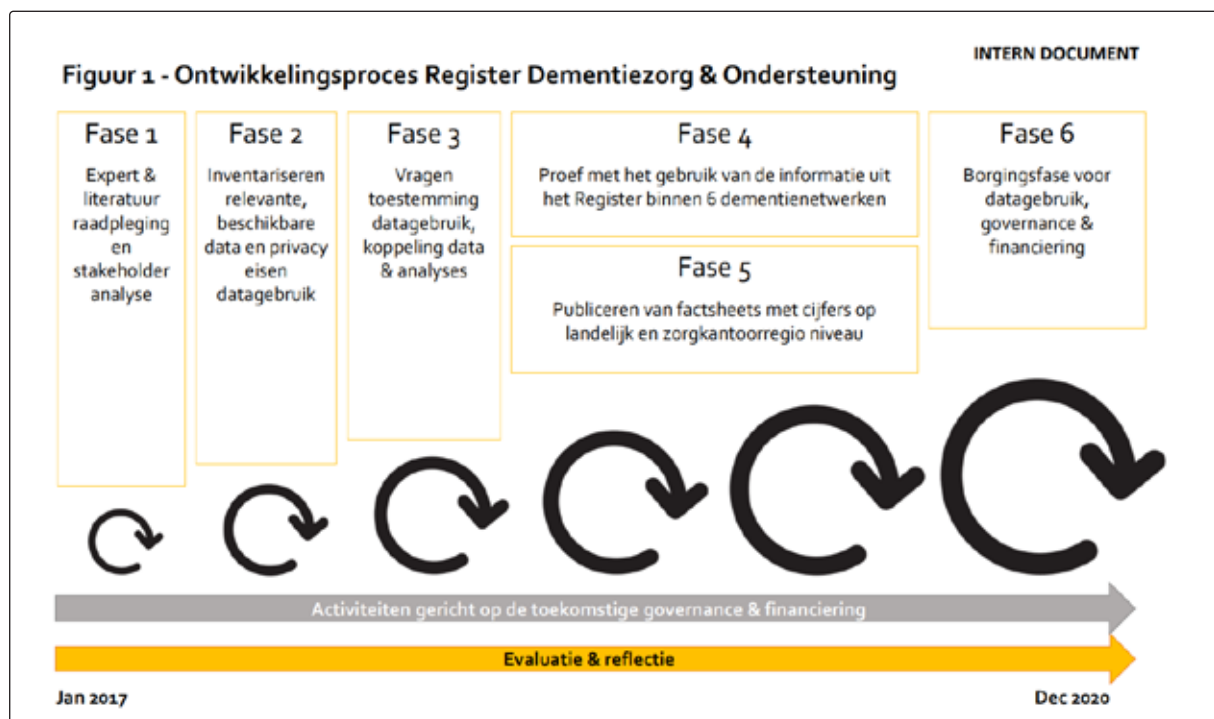 INTERN DOCUMENT
Figuur 1 - Ontwikkelingsproces Register Dementiezorg & Ondersteuning
Fase 1
Expert &
literatuur
raadpleging
en
stakeholder
analyse
Fase 2
Inventariseren
relevante,
beschikbare
data en privacy
eisen
datagebruik
Fase 3
Vragen
toestemming
datagebruik,
koppeling data
& analyses
Fase 4
Proef met het gebruik van de informatie uit
het Register binnen 6 dementienetwerken
Fase 5
Publiceren van factsheets met cijfers op
landelijk en zorgkantoorregio niveau
Fase 6
Borgingsfase voor
datagebruik,
governance &
financiering
Activiteiten gericht op de toekomstige governance & financiering
Evaluatie & reflectie
Jan 2017
Dec 2020